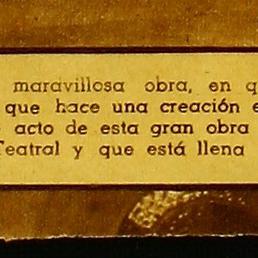 maravillosa obra, en q
que hace una creación e
acto de esta gran obra
Teatral y que está llena